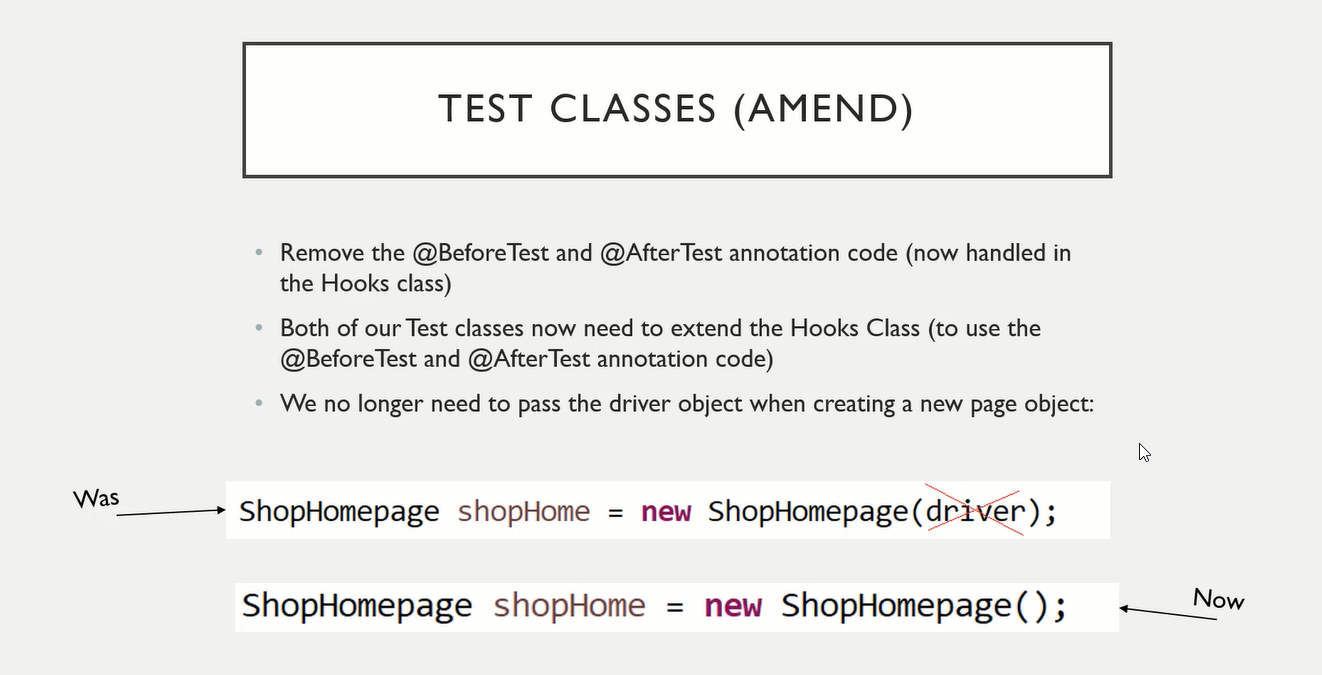 TEST CLASSES (AMEND)
• Remove the @BeforeTest and @AfterTest annotation code (now handled in
the Hooks class)
• Both of our Test classes now need to extend the Hooks Class (to use the
@BeforeTest and @AfterTest annotation code)
• We no longer need to pass the driver object when creating a new page object:
Was
ShopHomepage shopHome = new ShopHomepage(driver);
ShopHomepage shopHome = new ShopHomepage();
Now